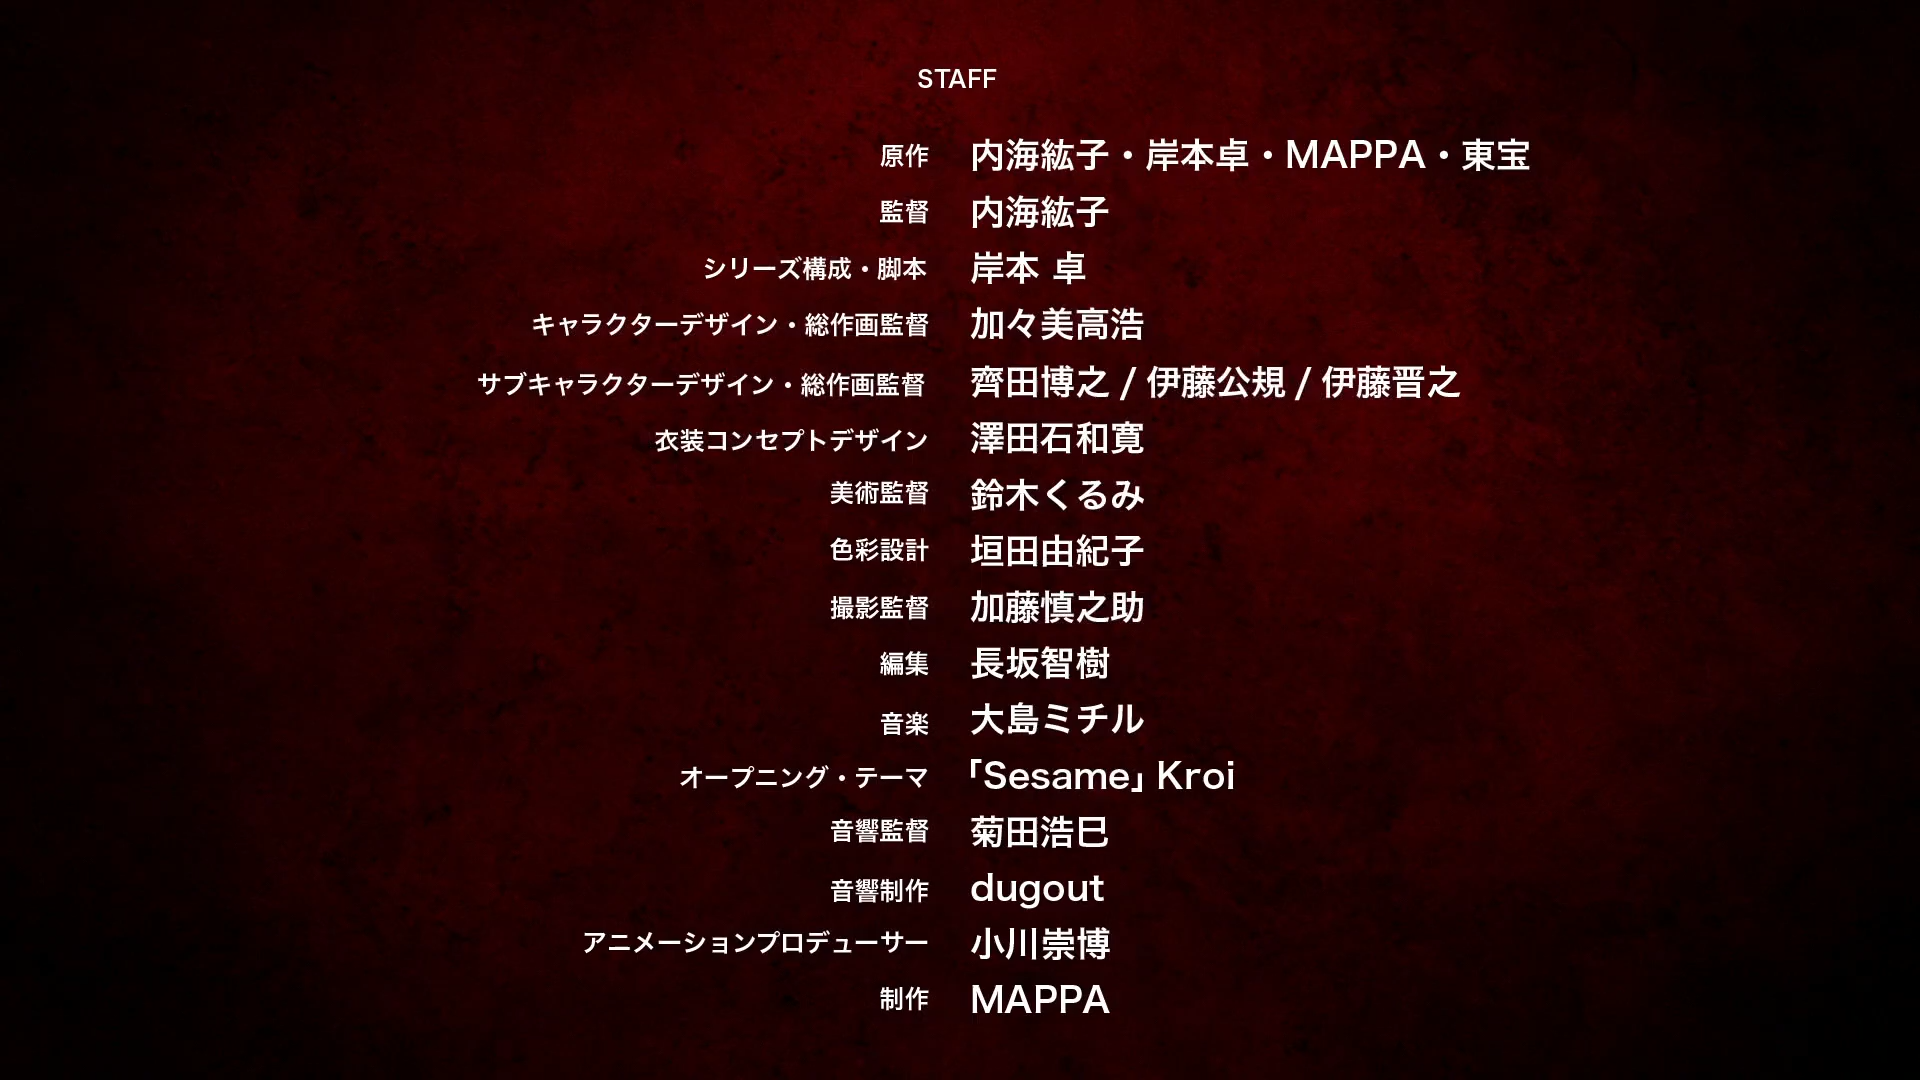 STAFF
原作 内海紘子・岸本卓・MAPPA・東宝
監督 内海紘子
シリーズ構成・脚本 岸本 卓
キャラクターデザイン・総作画監督 加々美高浩
サブキャラクターデザイン・総作画監督 齊田博之 / 伊藤公規 / 伊藤晋之
衣装コンセプトデザイン 澤田石和寛
美術監督 鈴木くるみ
色彩設計 垣田由紀子
撮影監督 加藤慎之助
編集 長坂智樹
音楽 大島ミチル
オープニング・テーマ 「Sesame」 Kroi
音響監督 菊田浩巳
音響制作 dugout
アニメーションプロデューサー 小川崇博
制作 MAPPA